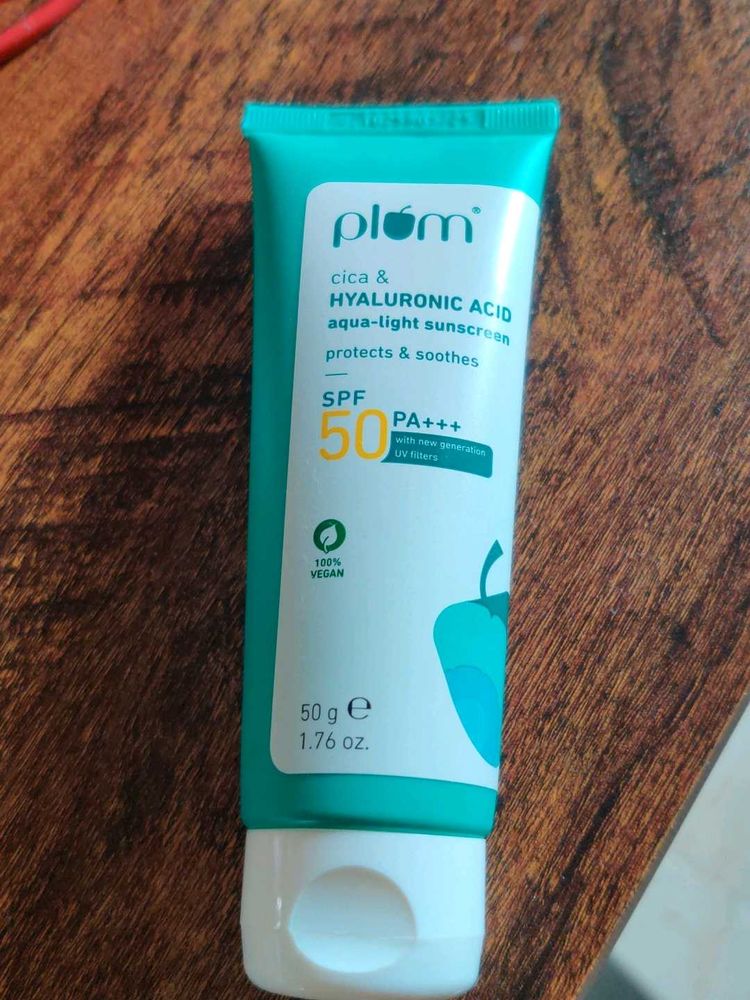 plum®
cica &
HYALURONIC ACID
aqua-light sunscreen
protects & soothes
SPF
50 PA+++
with new generation
UV filters
100%
VEGAN
50 g ℮
1.76 oz.